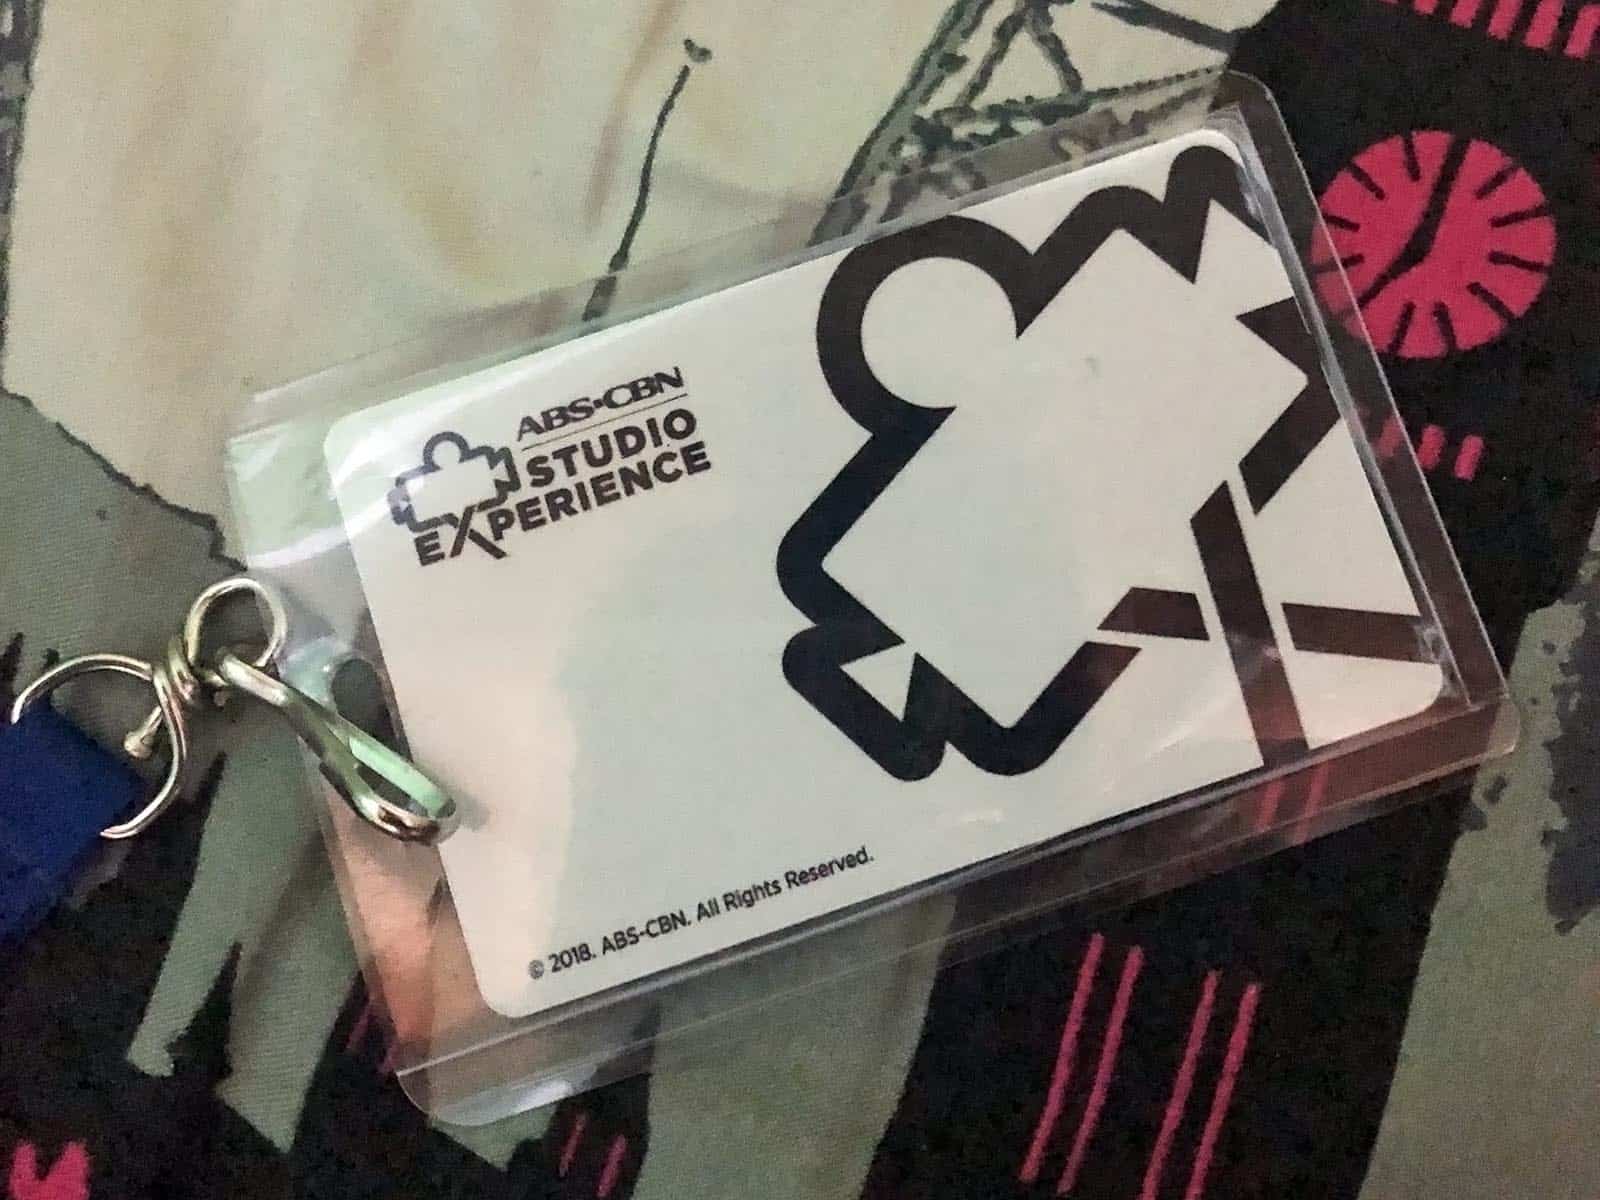 ABS•CBN
STUDIO
EXPERIENCE
© 2018. ABS-CBN. All Rights Reserved.